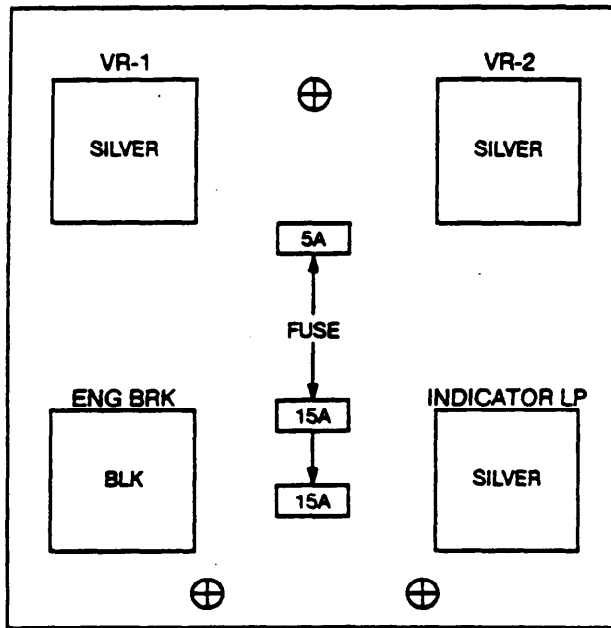 VR-1
VR-2
SILVER
SILVER
5A
FUSE
ENG BRK
INDICATOR LP
15A
BLK
SILVER
15A